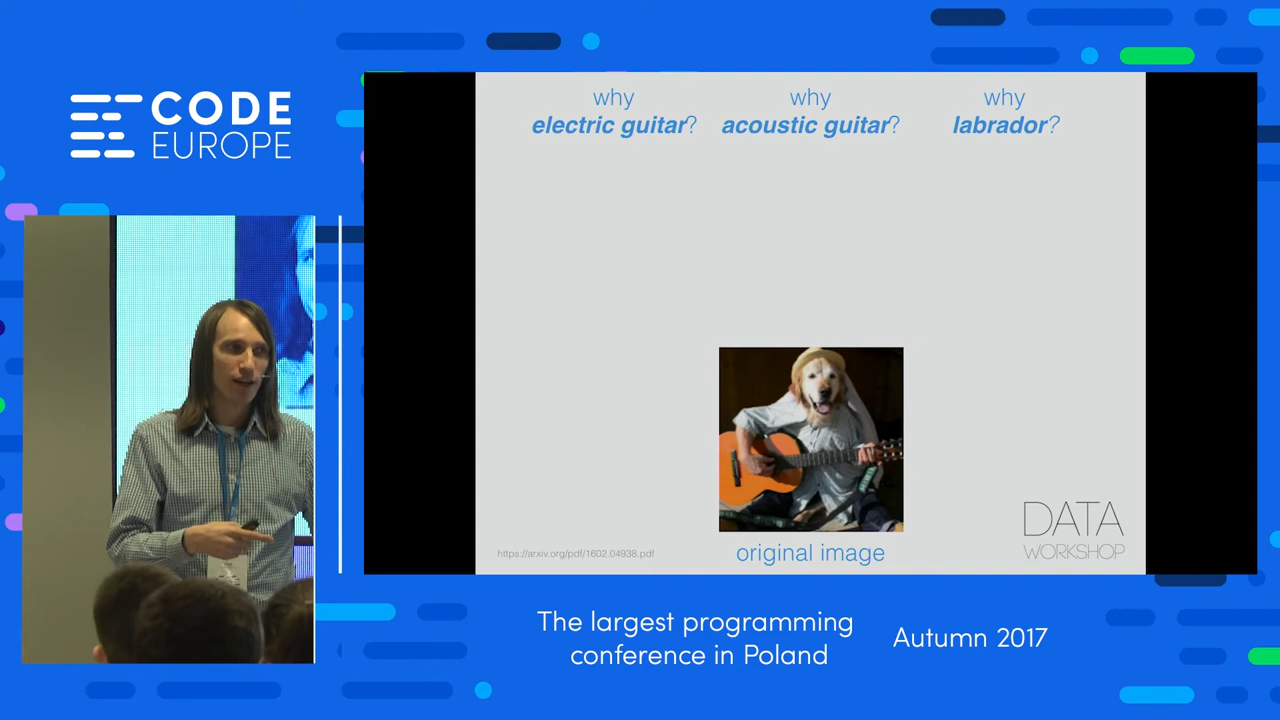 CODE
EUROPE
why
electric guitar?
why
acoustic guitar?
why
labrador?
original image
https://arxiv.org/pdf/1602.04938.pdf
DATA
WORKSHOP
The largest programming
conference in Poland
Autumn 2017